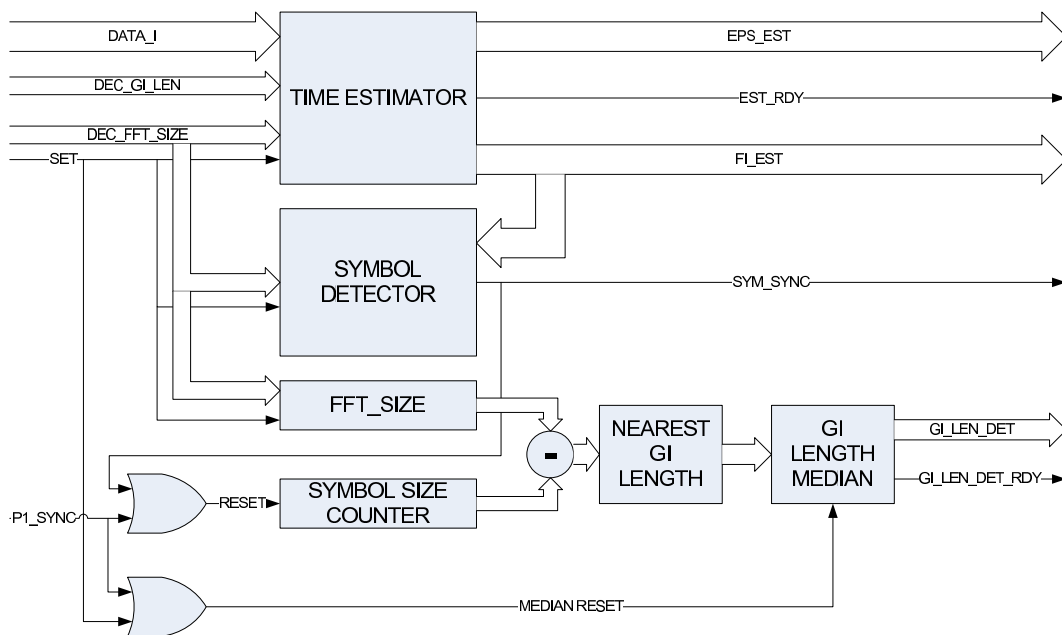 DATA_I
EPS_EST
DEC_GI_LEN
TIME ESTIMATOR
EST_RDY
DEC_FFT_SIZE
SET
FI_EST
SYMBOL
DETECTOR
SYM_SYNC
FFT_SIZE
-
NEAREST
GI
LENGTH
GI
LENGTH
MEDIAN
GI_LEN_DET
GI_LEN_DET_RDY
RESET
SYMBOL SIZE
COUNTER
P1_SYNC
MEDIAN RESET